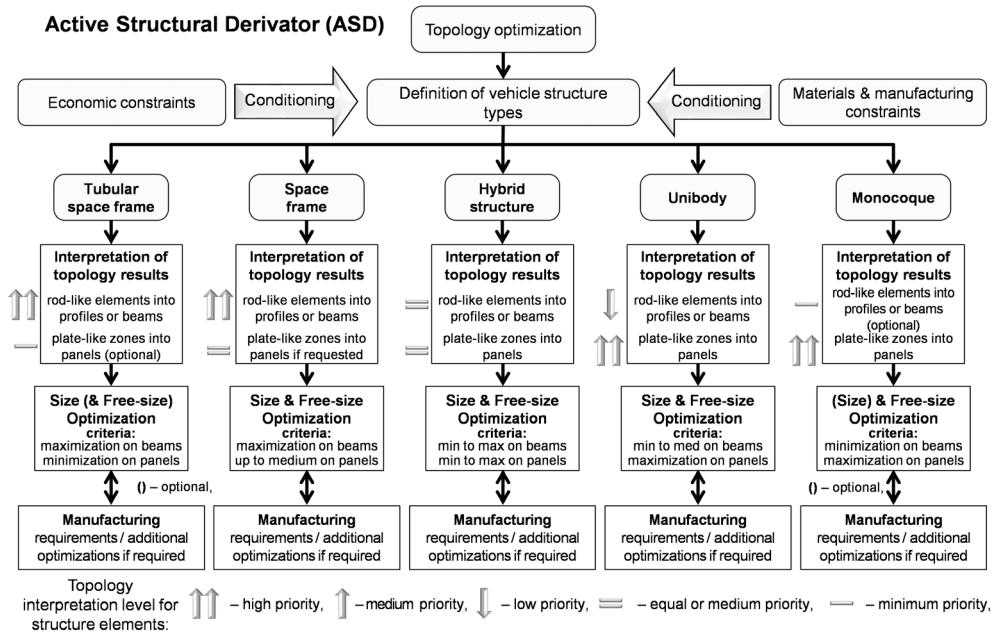 Active Structural Derivator (ASD)
Topology optimization
Economic constraints
Conditioning
Definition of vehicle structure
types
Conditioning
Materials & manufacturing
constraints
Tubular
space frame
Space
frame
Hybrid
structure
Unibody
Monocoque
Interpretation of
topology results
rod-like elements into
profiles or beams
plate-like zones into
panels (optional)
Interpretation of
topology results
rod-like elements into
profiles or beams
plate-like zones into
panels if requested
Interpretation of
topology results
rod-like elements into
profiles or beams
plate-like zones into
panels
Interpretation of
topology results
rod-like elements into
profiles or beams
plate-like zones into
panels
Interpretation of
topology results
rod-like elements into
profiles or beams
(optional)
plate-like zones into
panels
Size (& Free-size)
Optimization
criteria:
maximization on beams
minimization on panels
Size & Free-size
Optimization
criteria:
maximization on beams
up to medium on panels
Size & Free-size
Optimization
criteria:
min to max on beams
min to max on panels
Size & Free-size
Optimization
criteria:
min to med on beams
maximization on panels
(Size) & Free-size
Optimization
criteria:
minimization on beams
maximization on panels
() – optional,
() – optional,
Manufacturing
requirements / additional
optimizations if required
Manufacturing
requirements / additional
optimizations if required
Manufacturing
requirements / additional
optimizations if required
Manufacturing
requirements / additional
optimizations if required
Manufacturing
requirements / additional
optimizations if required
Topology
interpretation level for
structure elements:
– high priority,
– medium priority,
– low priority,
– equal or medium priority,
– minimum priority,